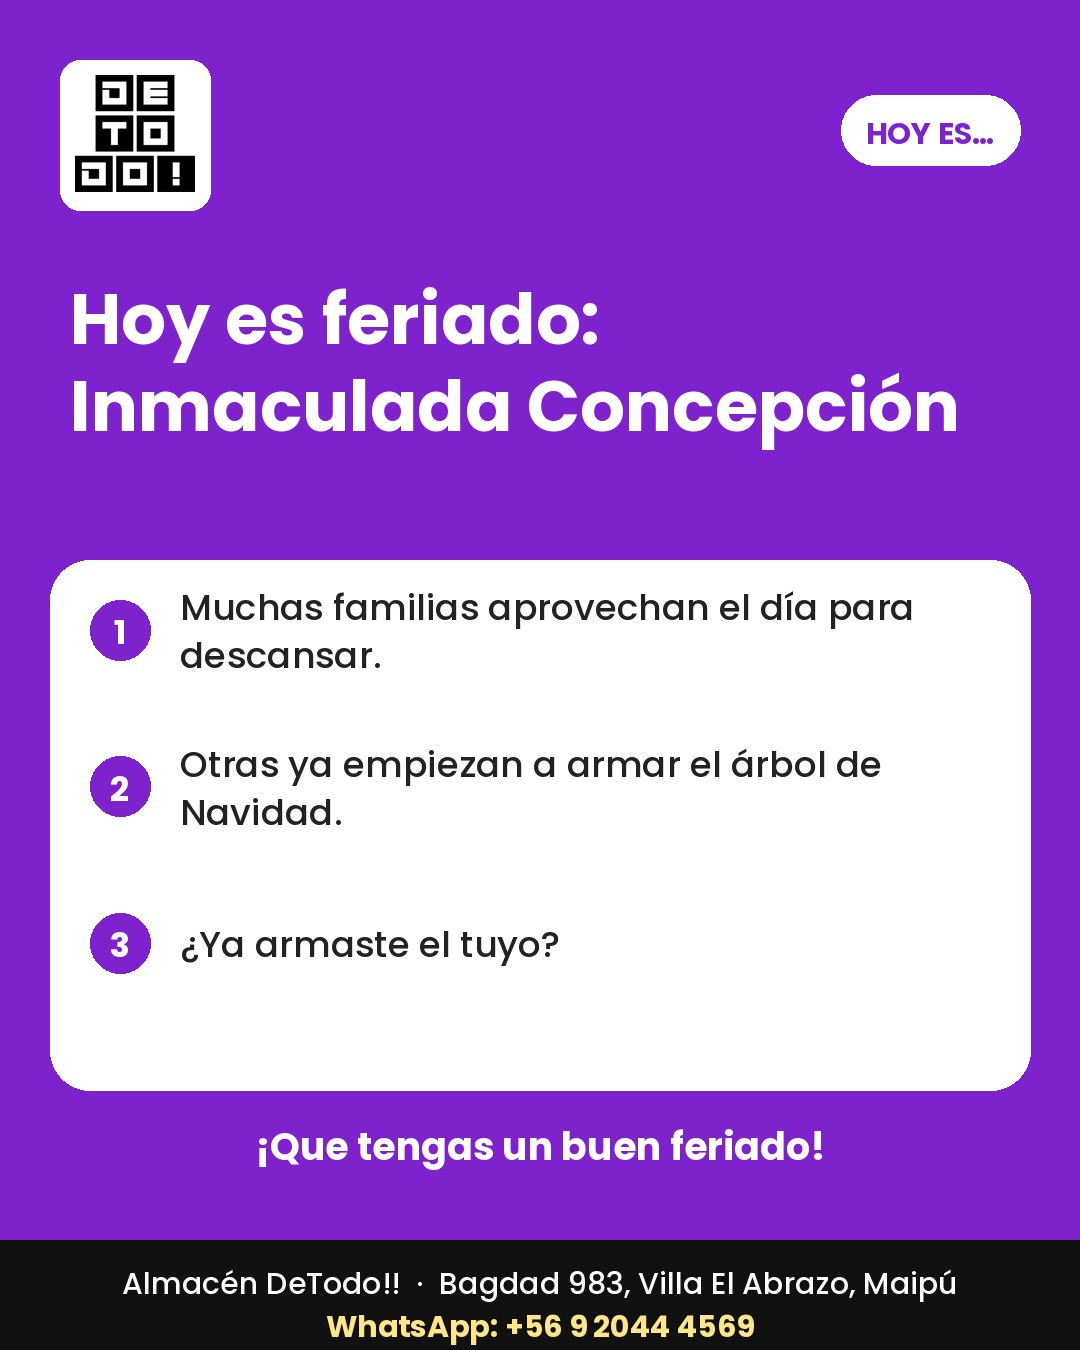 DE
TO
DO!
HOY ES...
Hoy es feriado:
Inmaculada Concepción
1 Muchas familias aprovechan el día para
descansar.
2 Otras ya empiezan a armar el árbol de
Navidad.
3 ¿Ya armaste el tuyo?
¡Que tengas un buen feriado!
Almacén DeTodo!! · Bagdad 983, Villa El Abrazo, Maipú
WhatsApp: +56 9 2044 4569